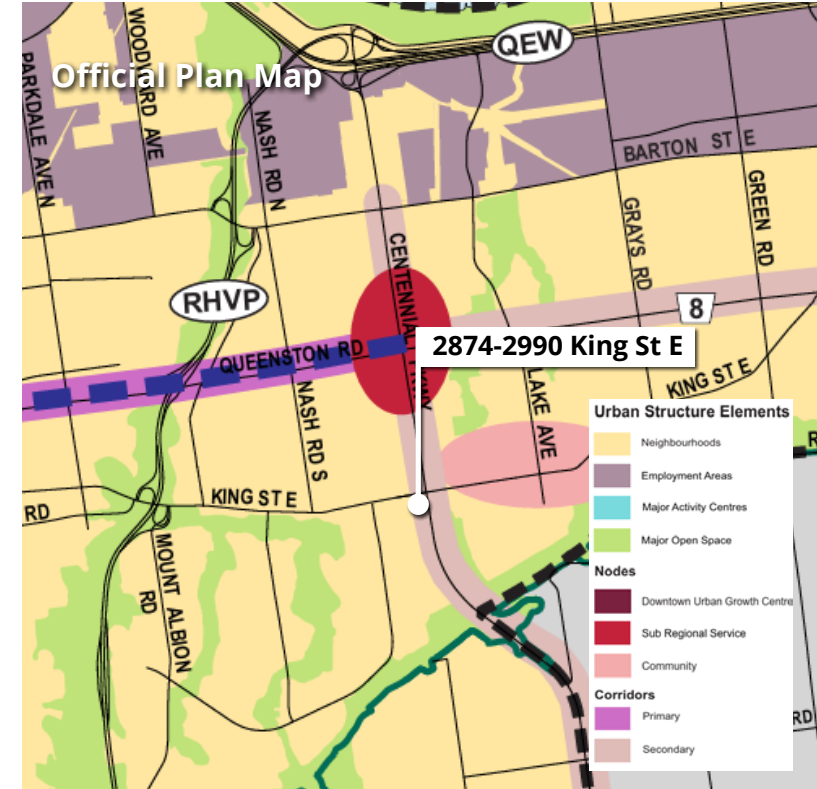 QEW
Official Plan Map
WOODWARD AVE
PARKDALE AVE N
NASH RD N
BARTON ST E
GREEN RD
GRAYS RD
CENTENNIAL PKWY
RHVP
8
QUEENSTON RD
2874-2990 King St E
LAKE AVE
KING ST E
NASH RD S
KING ST E
RD
MOUNT ALBION
RD
Urban Structure Elements
Neighbourhoods
Employment Areas
Major Activity Centres
Major Open Space
Nodes
Downtown Urban Growth Centre
Sub Regional Service
Community
Corridors
Primary
Secondary
R
RD